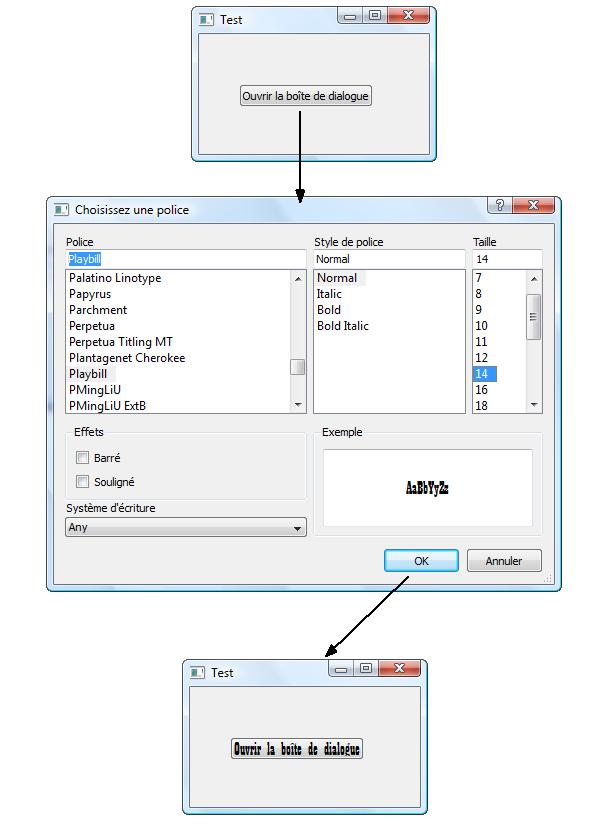 Test
Ouvrir la boîte de dialogue
Choisissez une police
Police
Style de police
Taille
Playbill
Normal
14
Palatino Linotype
Papyrus
Parchment
Perpetua
Perpetua Titling MT
Plantagenet Cherokee
Playbill
PMingLiU
PMingLiU ExtB
Normal
Italic
Bold
Bold Italic
7
8
9
10
11
12
14
16
18
Effets
Barré
Souligné
Exemple
AaBbYyZz
Système d'écriture
Any
OK
Annuler
Test
Ouvrir la boîte de dialogue